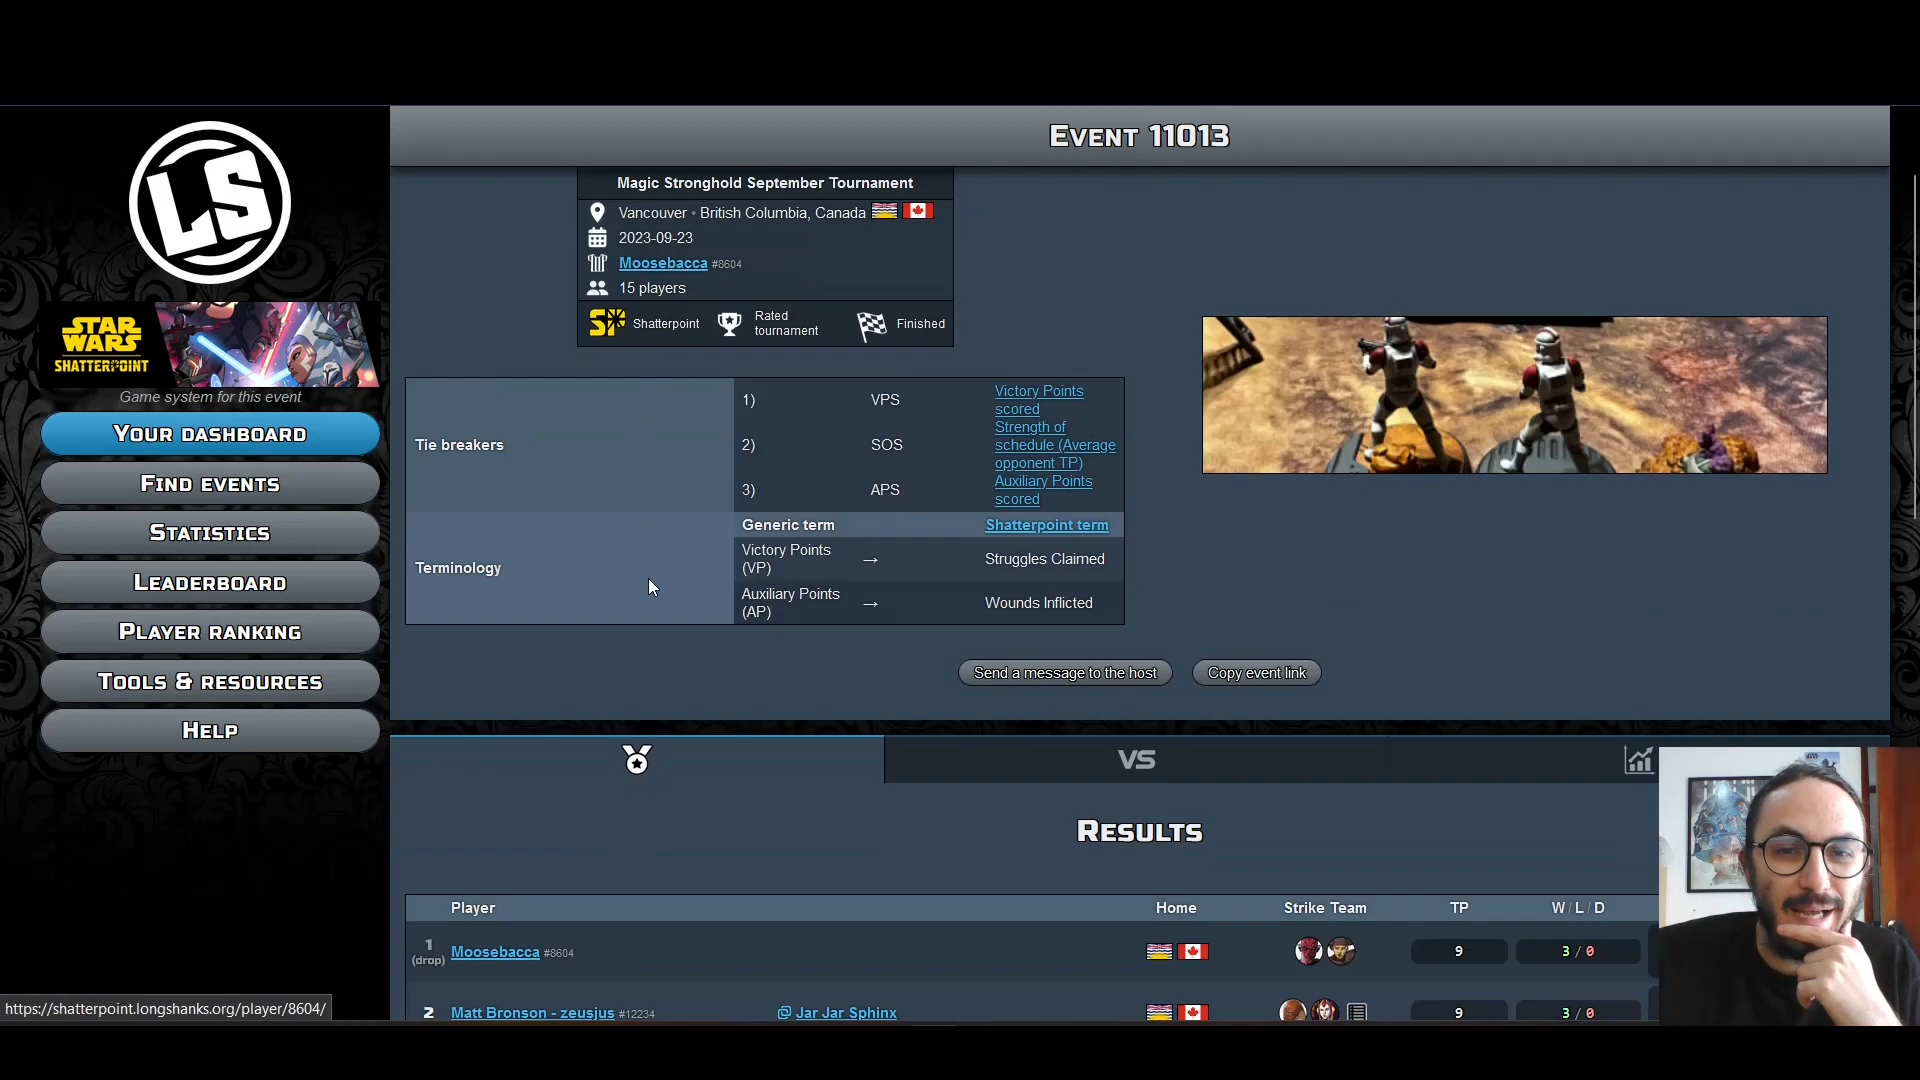 EVENT 11013
LS
Magic Stronghold September Tournament
Vancouver • British Columbia, Canada
2023-09-23
Moosebacca #8604
15 players
SP Shatterpoint
Rated
tournament
Finished
STAR
WARS
SHATTERPOINT
Game system for this event
YOUR DASHBOARD
FIND EVENTS
STATISTICS
LEADERBOARD
PLAYER RANKING
TOOLS & RESOURCES
HELP
Tie breakers
1) VPS Victory Points
scored
2) SOS Strength of
schedule (Average
opponent TP)
3) APS Auxiliary Points
scored
Terminology
Generic term Shatterpoint term
Victory Points
(VP) → Struggles Claimed
Auxiliary Points
(AP) → Wounds Inflicted
Send a message to the host Copy event link
VS
RESULTS
Player Home Strike Team TP W / L / D
1
(drop) Moosebacca #8604 9 3 / 0
2 Matt Bronson - zeusjus #12234 Jar Jar Sphinx 9 3 / 0
https://shatterpoint.longshanks.org/player/8604/